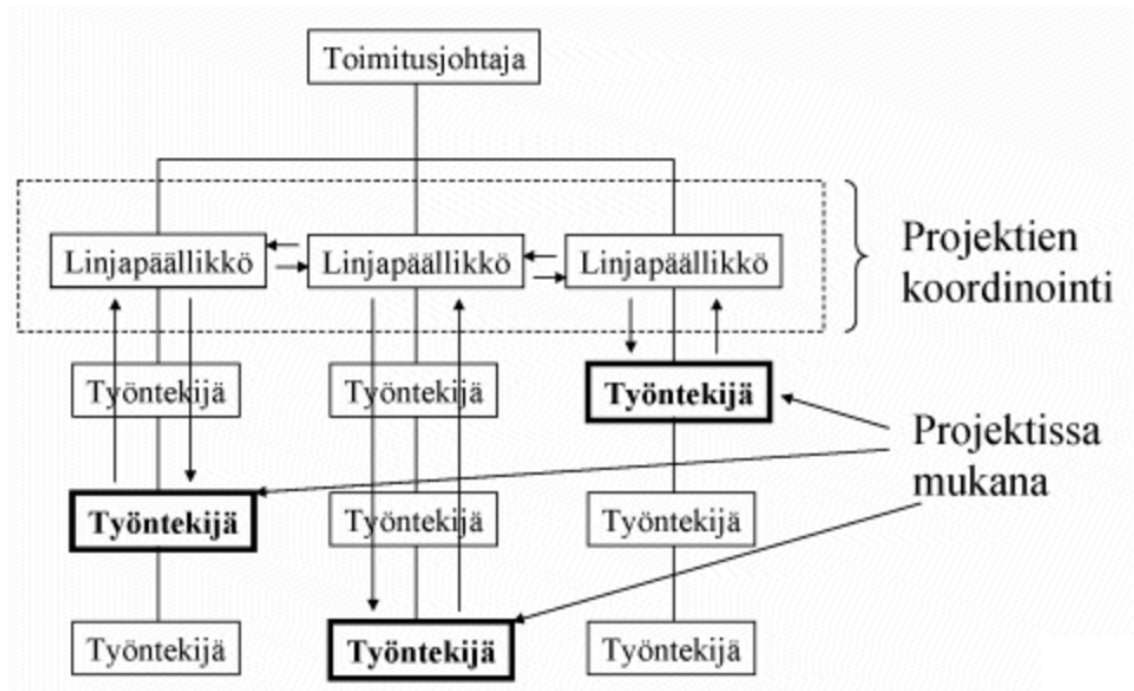 Toimitusjohtaja
Linjapäällikkö
Linjapäällikkö
Linjapäällikkö
Projektien
koordinointi
Työntekijä
Työntekijä
Työntekijä
Projektissa
mukana
Työntekijä
Työntekijä
Työntekijä
Työntekijä
Työntekijä
Työntekijä